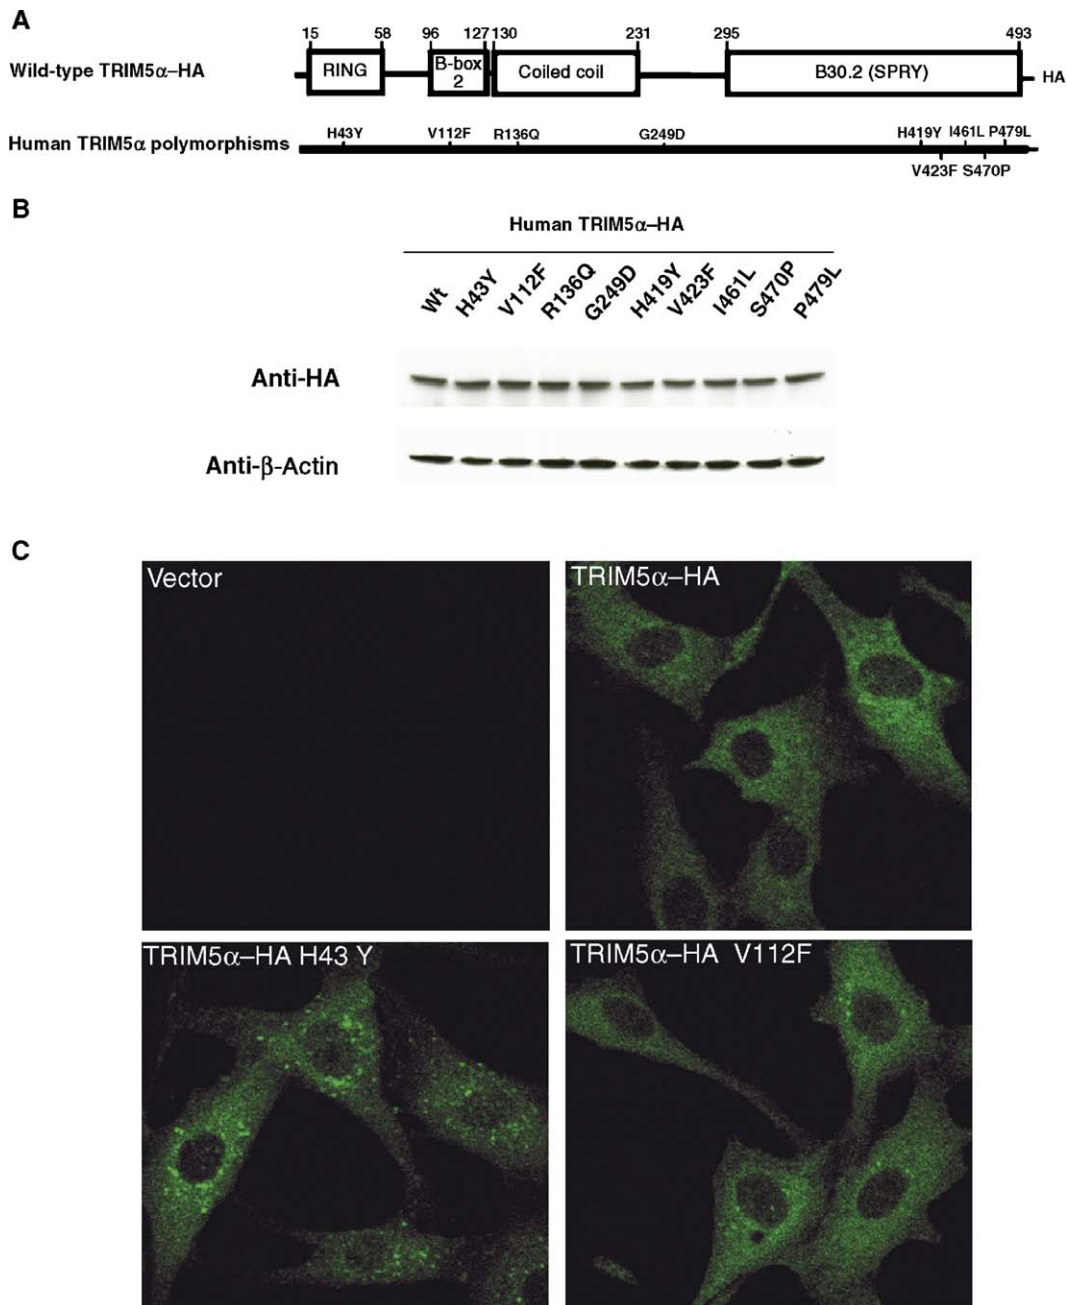 A
15 58 96 127 130 231 295 493
Wild-type TRIM5α–HA
RING
B-box
2
Coiled coil
B30.2 (SPRY)
HA
Human TRIM5α polymorphisms
H43Y V112F R136Q G249D H419Y I461L P479L
V423F S470P
B
Human TRIM5α–HA
Wt H43Y V112F R136Q G249D H419Y V423F I461L S470P P479L
Anti-HA
Anti-β-Actin
C
Vector
TRIM5α–HA
TRIM5α–HA H43 Y
TRIM5α–HA V112F